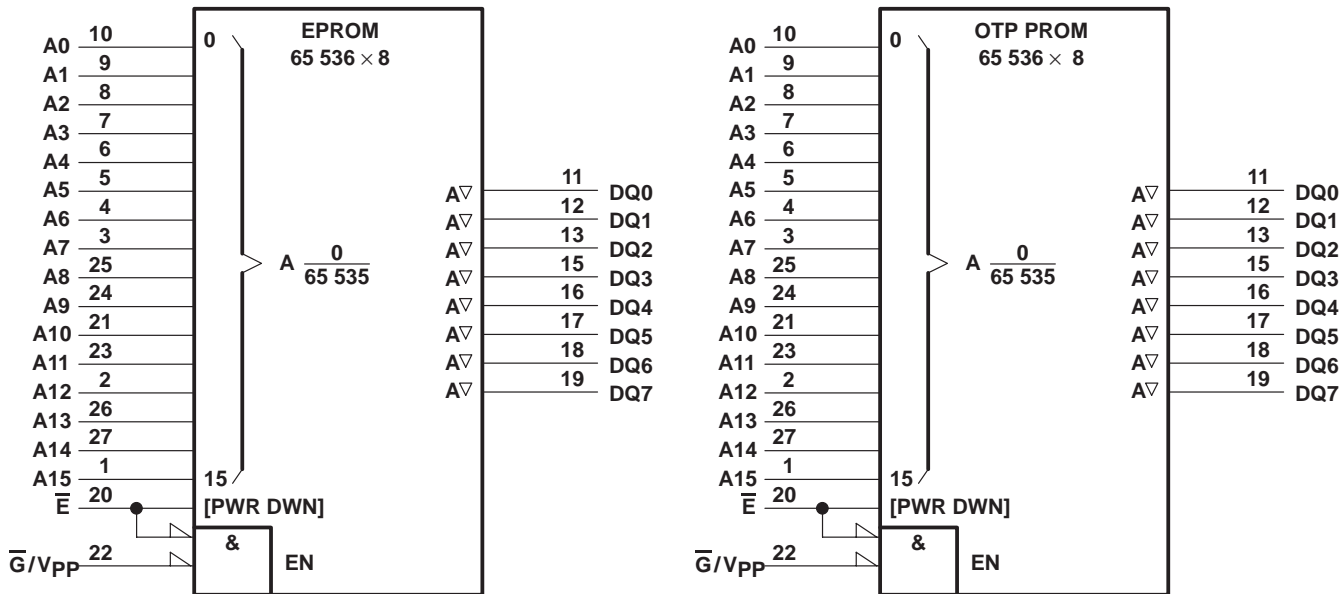 EPROM
65 536 × 8
A0 10 0
A1 9
A2 8
A3 7
A4 6
A5 5 A▽ 11 DQ0
A6 4 A▽ 12 DQ1
A7 3 A▽ 13 DQ2
A 0
65 535
A8 25 A▽ 15 DQ3
A9 24 A▽ 16 DQ4
A10 21 A▽ 17 DQ5
A11 23 A▽ 18 DQ6
A12 2 A▽ 19 DQ7
A13 26
A14 27
A15 1 15
E̅ 20 [PWR DWN]
&
G̅/VPP 22 EN
OTP PROM
65 536 × 8
A0 10 0
A1 9
A2 8
A3 7
A4 6
A5 5 A▽ 11 DQ0
A6 4 A▽ 12 DQ1
A7 3 A▽ 13 DQ2
A 0
65 535
A8 25 A▽ 15 DQ3
A9 24 A▽ 16 DQ4
A10 21 A▽ 17 DQ5
A11 23 A▽ 18 DQ6
A12 2 A▽ 19 DQ7
A13 26
A14 27
A15 1 15
E̅ 20 [PWR DWN]
&
G̅/VPP 22 EN